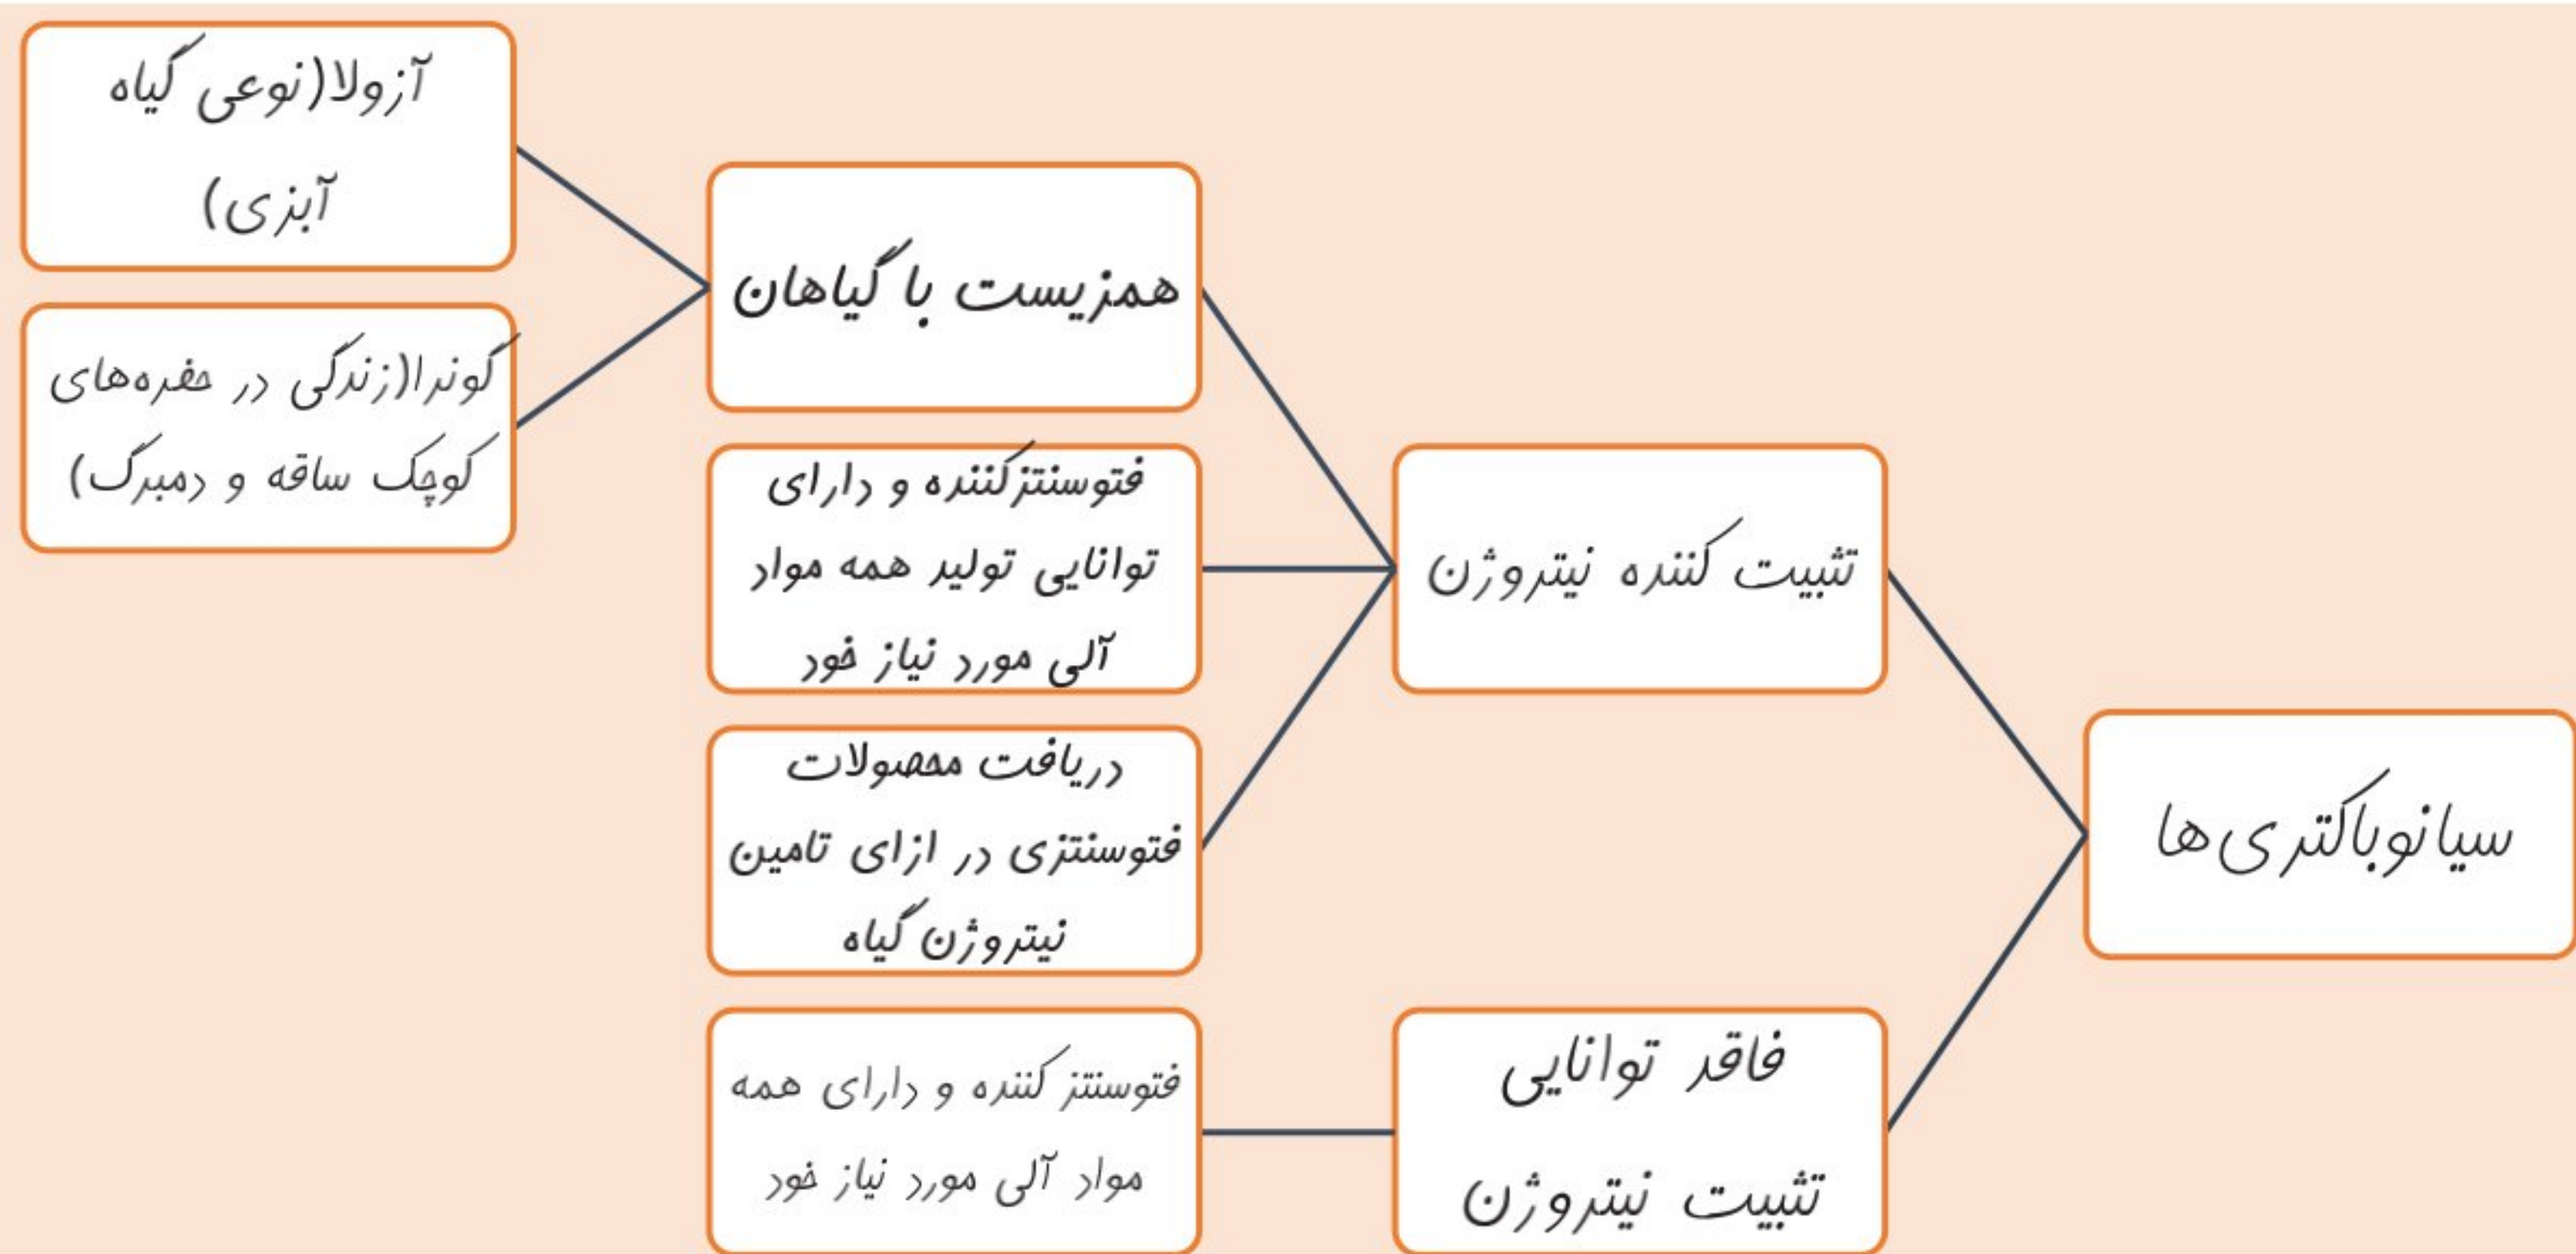 سیانوباکتری‌ها
تثبیت کننده نیتروژن
همزیست با گیاهان
آزولا(نوعی گیاه
آبزی)
گونرا(زندگی در حفره‌های
کوچک ساقه و دمبرگ)
فتوسنتزکننده و دارای
توانایی تولید همه مواد
آلی مورد نیاز خود
دریافت محصولات
فتوسنتزی در ازای تامین
نیتروژن گیاه
فاقد توانایی
تثبیت نیتروژن
فتوسنتز کننده و دارای همه
مواد آلی مورد نیاز خود